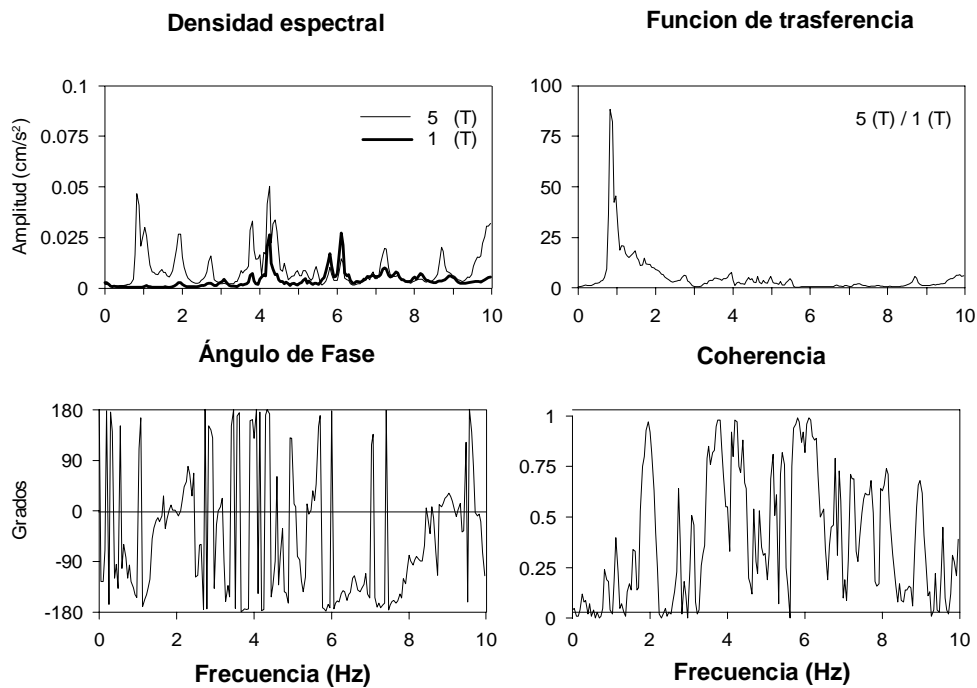 Densidad espectral
Funcion de trasferencia
Amplitud (cm/s²)
0.1
0.075
0.05
0.025
0
5 (T)
1 (T)
0 2 4 6 8 10
100
75
50
25
0
5 (T) / 1 (T)
0 2 4 6 8 10
Ángulo de Fase
Coherencia
Grados
180
90
0
-90
-180
0 2 4 6 8 10
Frecuencia (Hz)
1
0.75
0.5
0.25
0
0 2 4 6 8 10
Frecuencia (Hz)